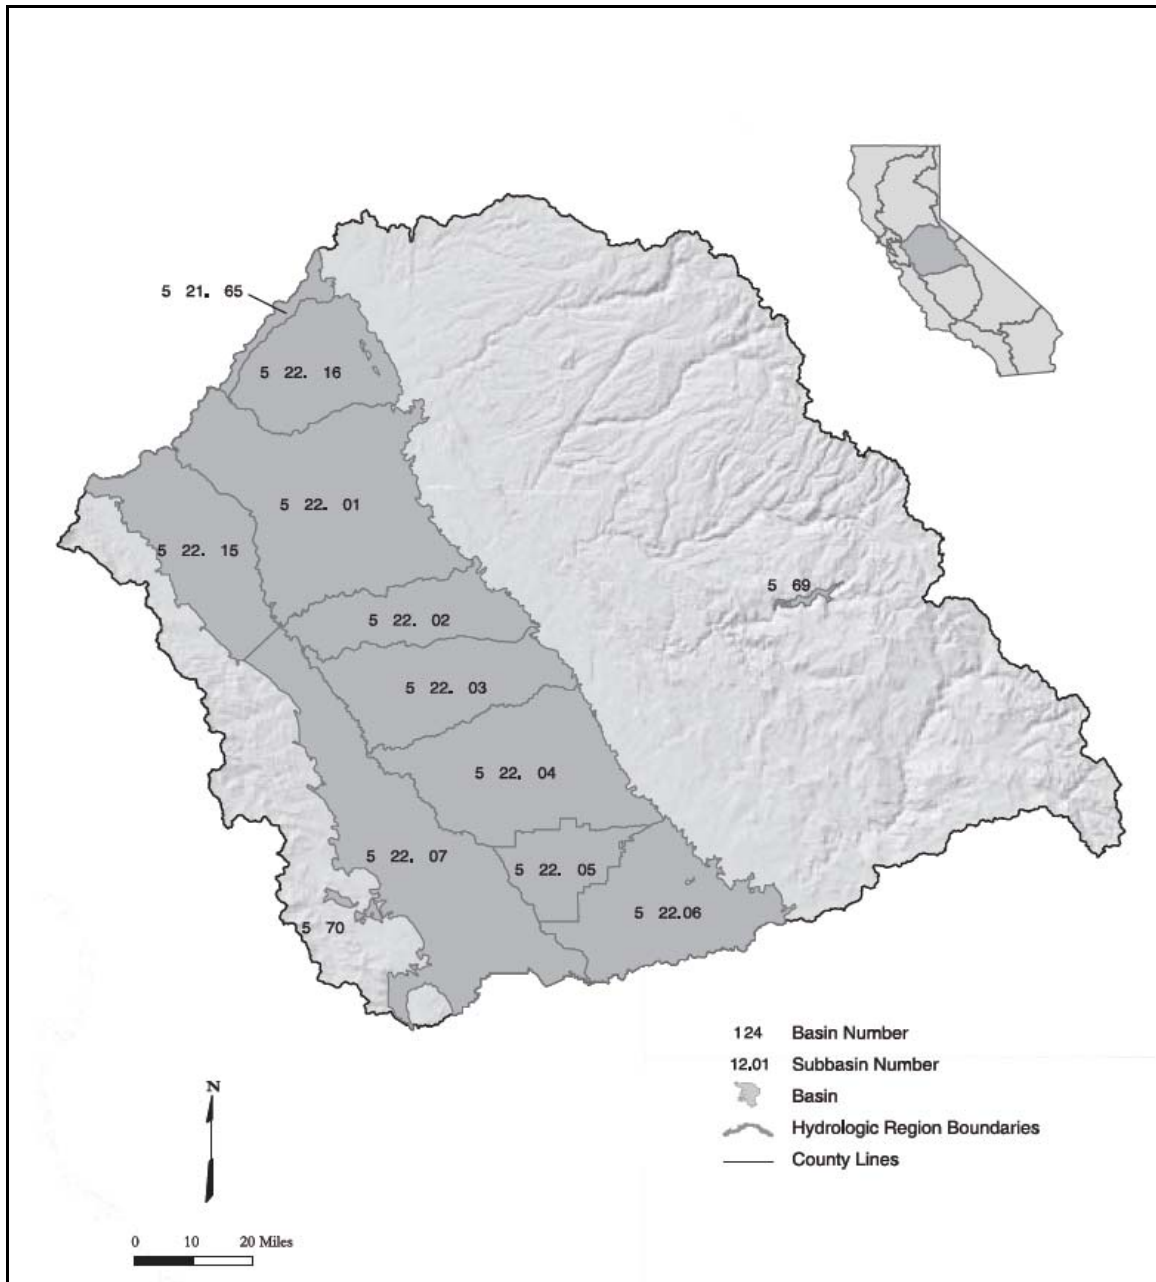 5 21. 65
5 22. 16
5 22. 01
5 22. 15
5 69
5 22. 02
5 22. 03
5 22. 04
5 22. 07
5 22. 05
5 22.06
5 70
124 Basin Number
12.01 Subbasin Number
Basin
Hydrologic Region Boundaries
County Lines
N
0 10 20 Miles